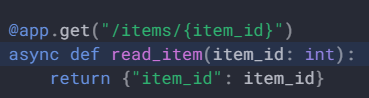 @app.get("/items/{item_id}")
async def read_item(item_id: int):
    return {"item_id": item_id}